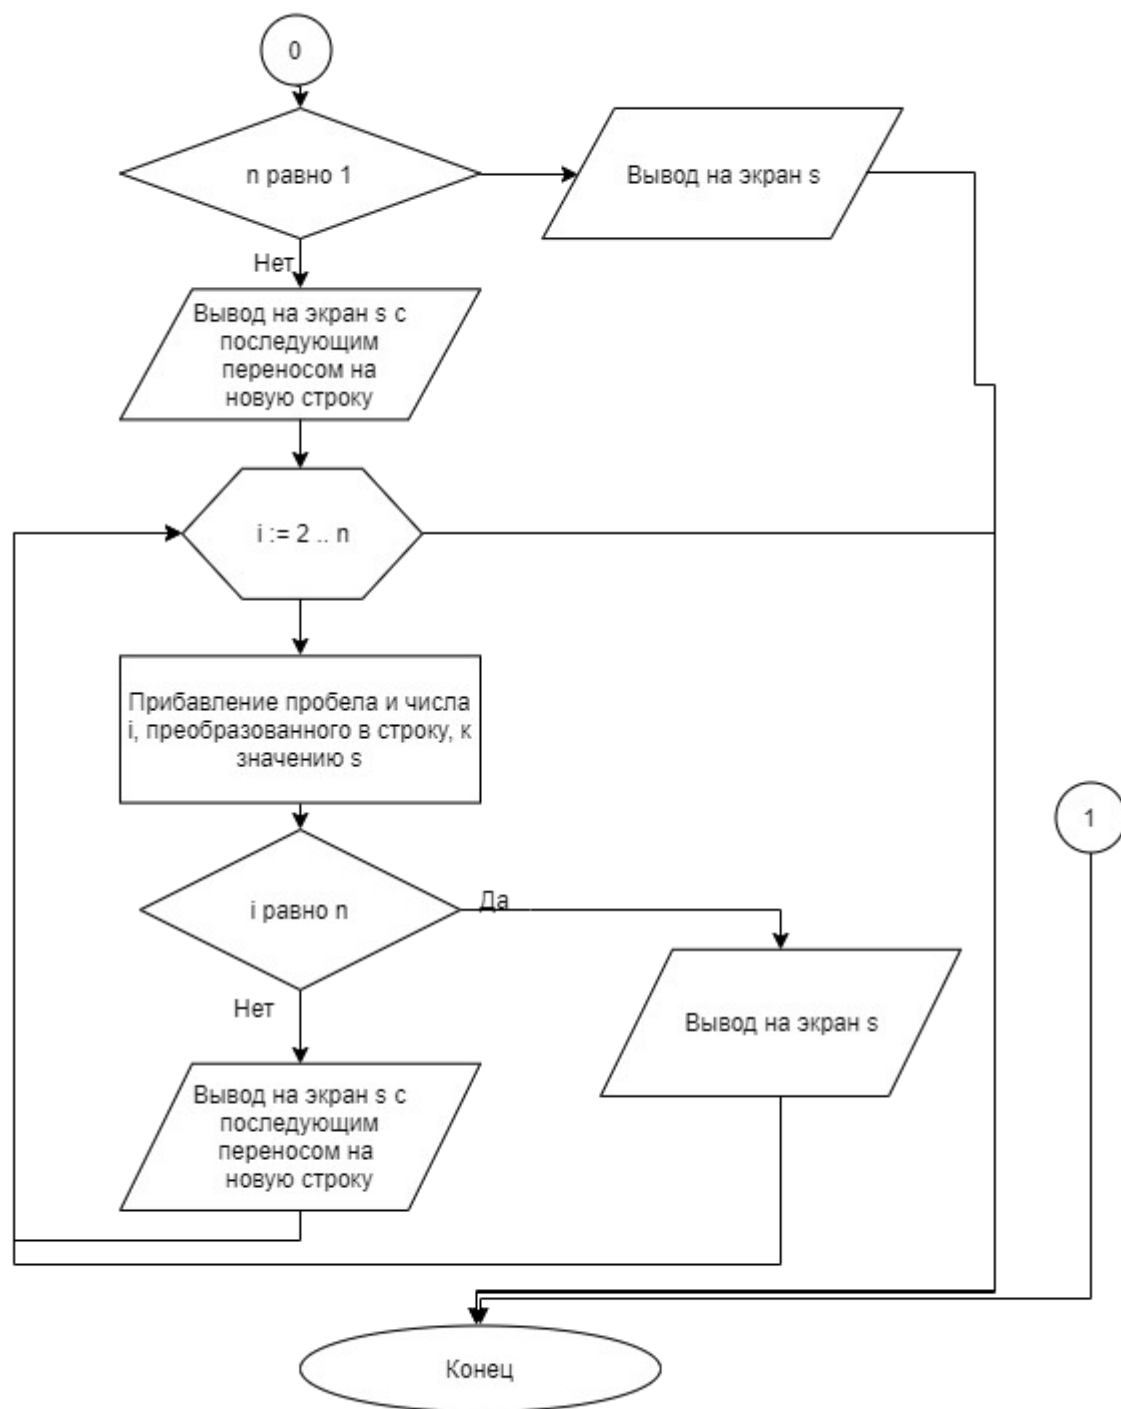 0
n равно 1
Вывод на экран s
Нет
Вывод на экран s с
последующим
переносом на
новую строку
i := 2 .. n
Прибавление пробела и числа
i, преобразованного в строку, к
значению s
1
i равно n
Да
Нет
Вывод на экран s
Вывод на экран s с
последующим
переносом на
новую строку
Конец